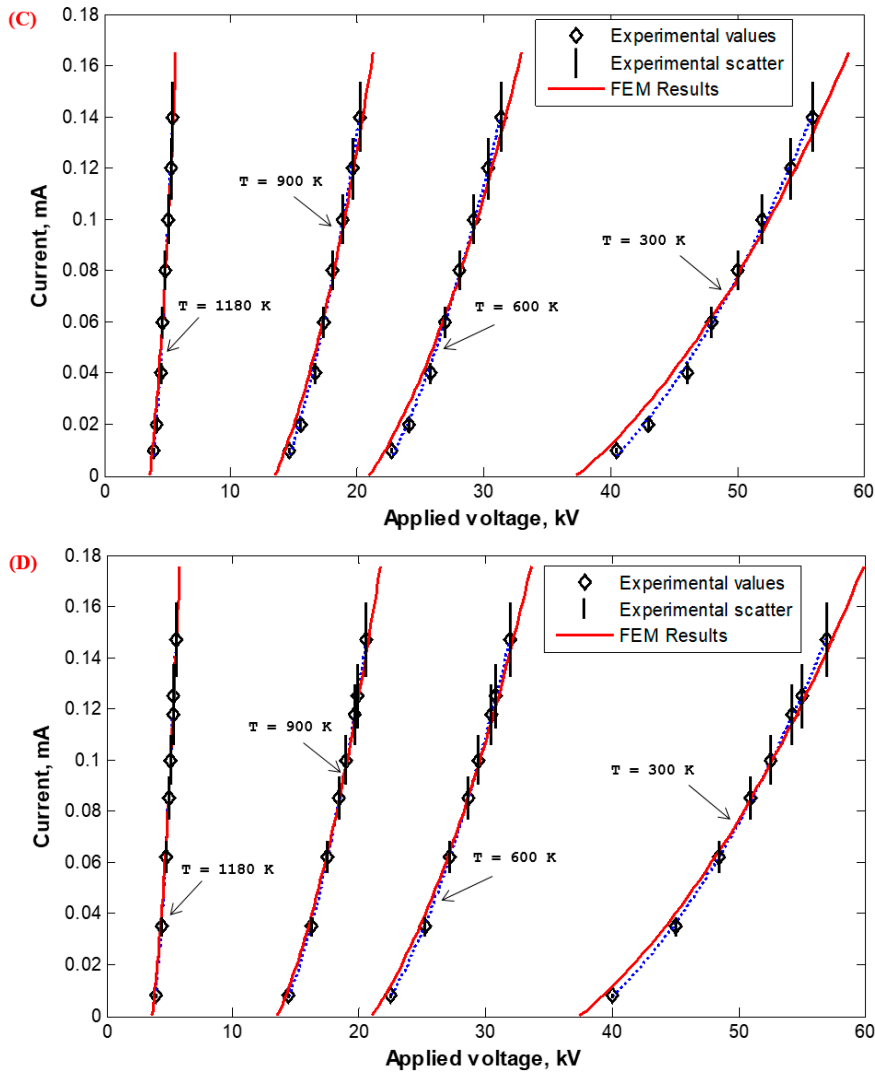 (C)
0.18
Experimental values
Experimental scatter
FEM Results
0.16
0.14
0.12
T = 900 K
0.1
Current, mA
T = 300 K
0.08
T = 1180 K
T = 600 K
0.06
0.04
0.02
0
0 10 20 30 40 50 60
Applied voltage, kV
(D)
0.18
Experimental values
Experimental scatter
FEM Results
0.16
0.14
0.12
T = 900 K
0.1
T = 300 K
Current, mA
0.08
0.06
T = 600 K
T = 1180 K
0.04
0.02
0
0 10 20 30 40 50 60
Applied voltage, kV